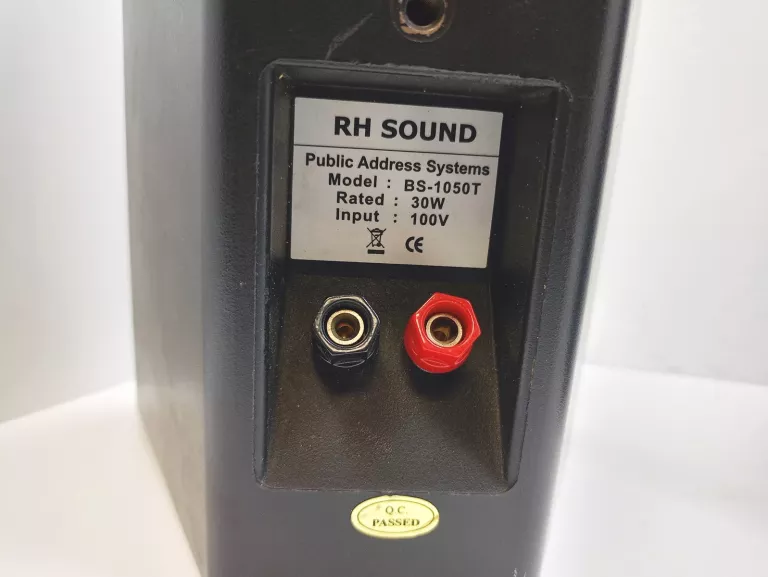 RH SOUND
Public Address Systems
Model : BS-1050T
Rated : 30W
Input : 100V
CE
Q.C.
PASSED